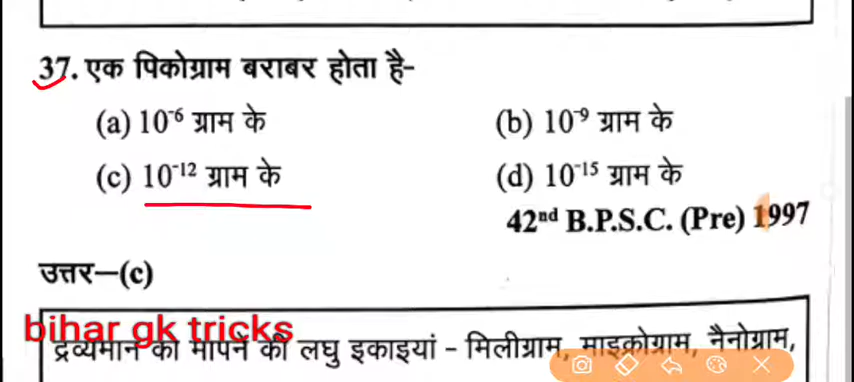 37. एक पिकोग्राम बराबर होता है-
(a) 10⁻⁶ ग्राम के (b) 10⁻⁹ ग्राम के
(c) 10⁻¹² ग्राम के (d) 10⁻¹⁵ ग्राम के
42ⁿᵈ B.P.S.C. (Pre) 1997
उत्तर–(c)
bihar gk tricks
द्रव्यमान को मापने की लघु इकाइयां – मिलीग्राम, माइक्रोग्राम, नैनोग्राम,